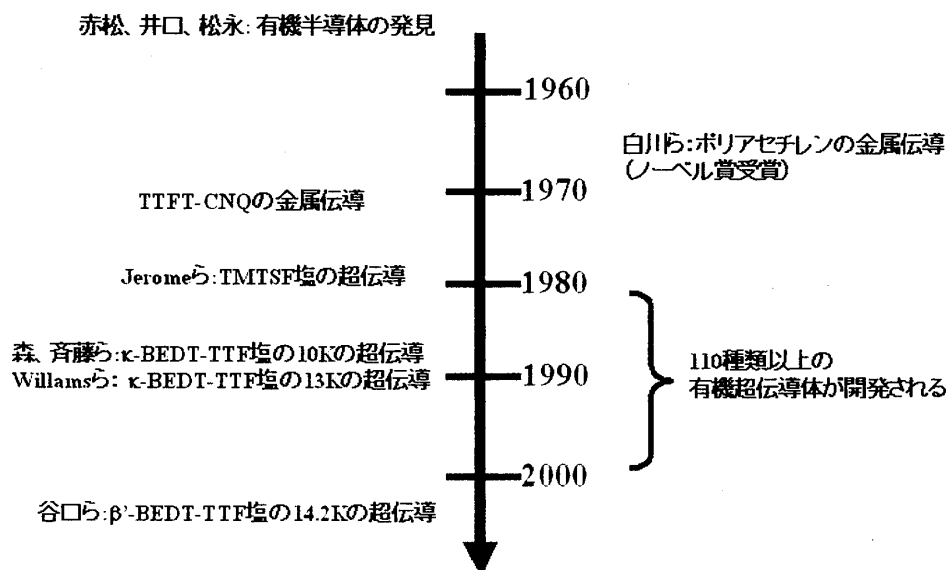 赤松、井口、松永: 有機半導体の発見
1960
白川ら:ポリアセチレンの金属伝導
(ノーベル賞受賞)
1970
TTFT-CNQの金属伝導
Jeromeら:TMTSF塩の超伝導
1980
森、斉藤ら:κ-BEDT-TTF塩の10Kの超伝導
Willamsら: κ-BEDT-TTF塩の13Kの超伝導
1990
110種類以上の
有機超伝導体が開発される
2000
谷口ら:β'-BEDT-TTF塩の14.2Kの超伝導